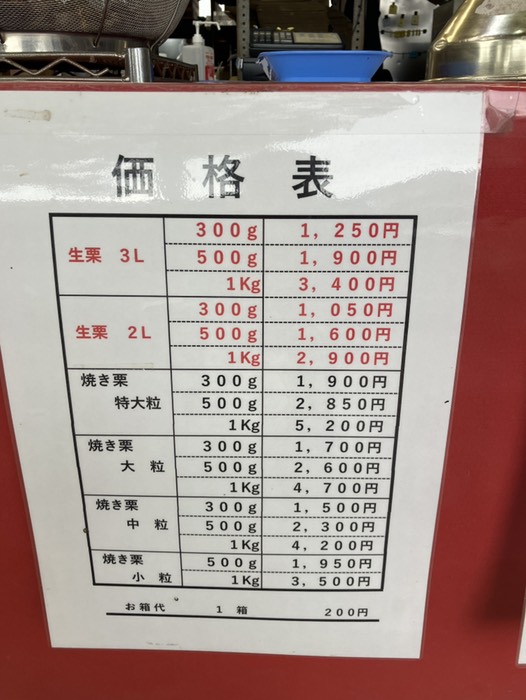 価格表
生栗 3L 300g 1,250円
500g 1,900円
1Kg 3,400円
生栗 2L 300g 1,050円
500g 1,600円
1Kg 2,900円
焼き栗 300g 1,900円
特大粒 500g 2,850円
1Kg 5,200円
焼き栗 300g 1,700円
大粒 500g 2,600円
1Kg 4,700円
焼き栗 300g 1,500円
中粒 500g 2,300円
1Kg 4,200円
焼き栗 500g 1,950円
小粒 1Kg 3,500円
お箱代 1箱 200円